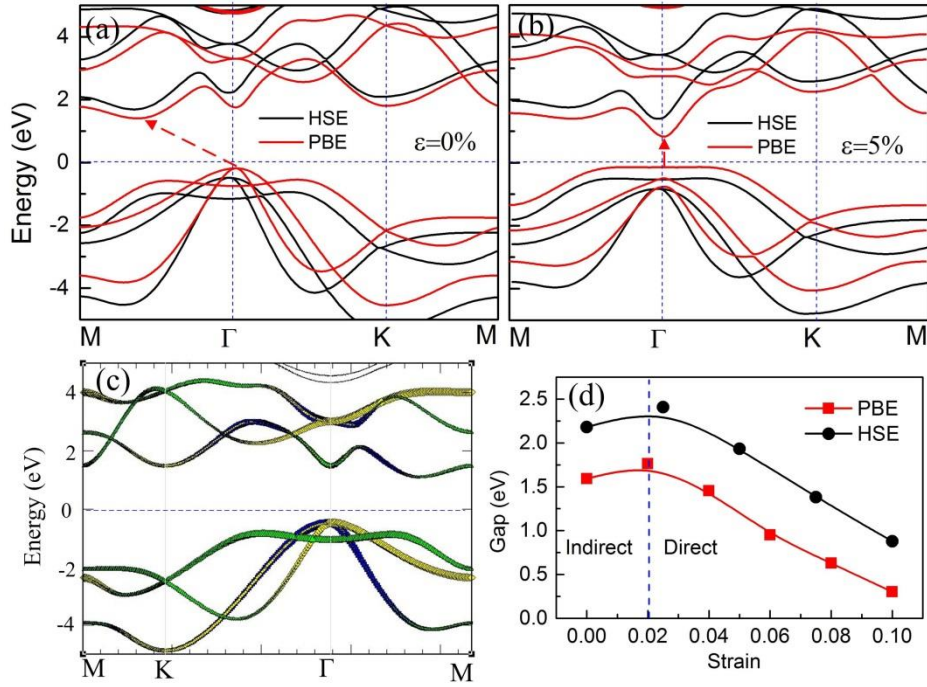 (a)
Energy (eV)
4
2
0
-2
-4
HSE
PBE
ε=0%
M Γ K M
(b)
HSE
PBE
ε=5%
M Γ K M
(c)
Energy (eV)
4
2
0
-2
-4
M K Γ M
(d)
Gap (eV)
2.5
2.0
1.5
1.0
0.5
0.0
PBE
HSE
Indirect Direct
0.00 0.02 0.04 0.06 0.08 0.10
Strain